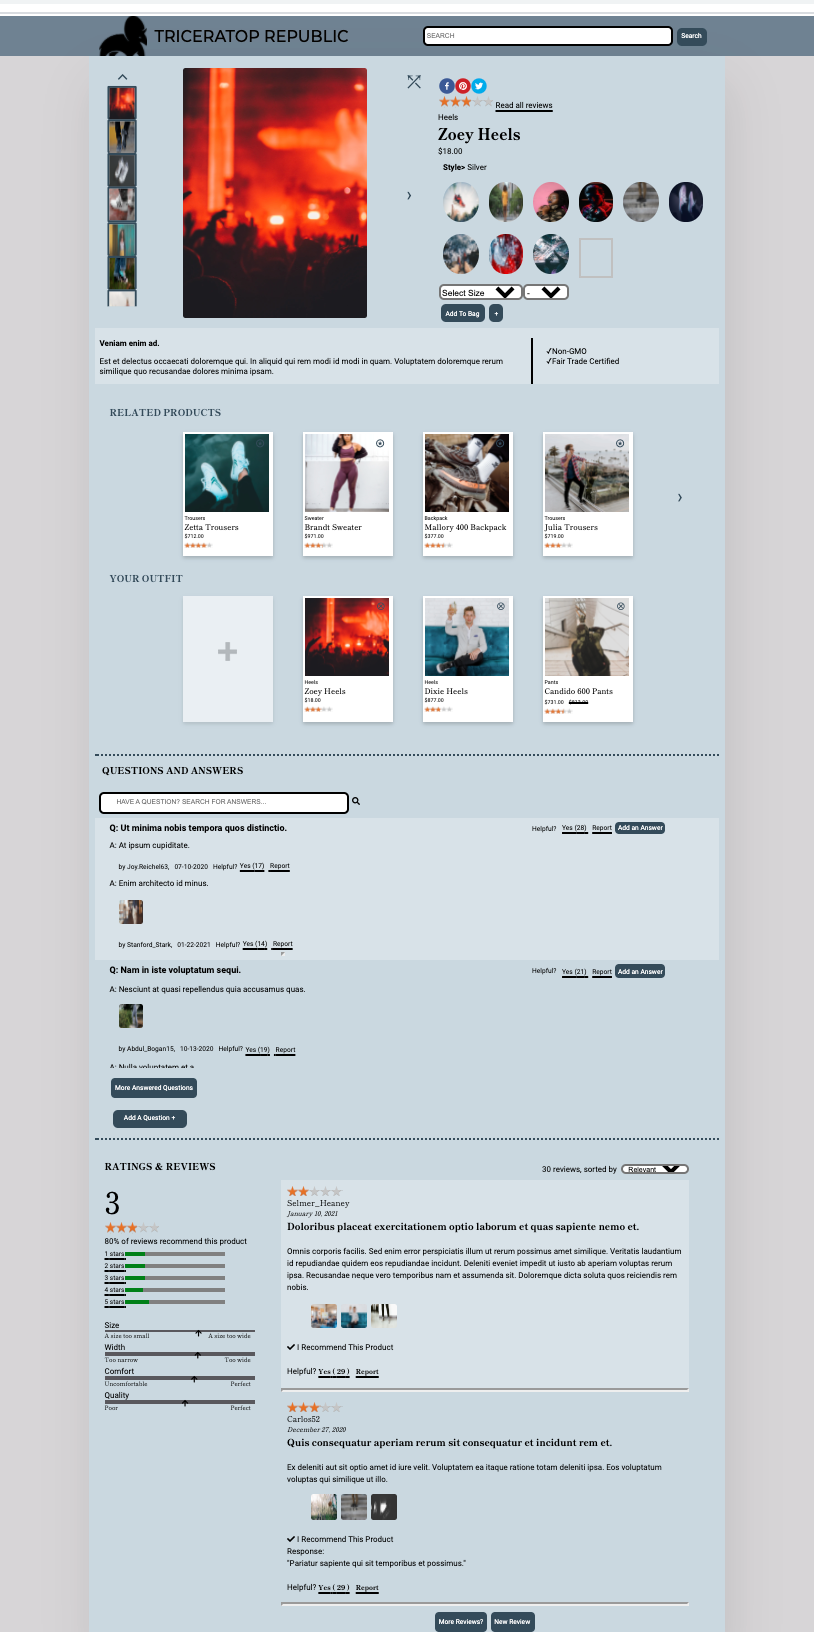 TRICERATOP REPUBLIC
SEARCH
Search
Read all reviews
Heels
Zoey Heels
$18.00
Style> Silver
Select Size
-
Add To Bag
+
Veniam enim ad.
Est et delectus occaecati doloremque qui. In aliquid qui rem modi id modi in quam. Voluptatem doloremque rerum
similique quo recusandae dolores minima ipsam.
✓Non-GMO
✓Fair Trade Certified
RELATED PRODUCTS
Trousers
Zetta Trousers
$712.00
Sweater
Brandt Sweater
$971.00
Backpack
Mallory 400 Backpack
$377.00
Trousers
Julia Trousers
$719.00
YOUR OUTFIT
Heels
Zoey Heels
$18.00
Heels
Dixie Heels
$877.00
Pants
Candido 600 Pants
$731.00
QUESTIONS AND ANSWERS
HAVE A QUESTION? SEARCH FOR ANSWERS...
Q: Ut minima nobis tempora quos distinctio.
Helpful? Yes (28) Report Add an Answer
A: At ipsum cupiditate.
by Joy.Reichel63, 07-10-2020 Helpful? Yes (17) Report
A: Enim architecto id minus.
by Stanford_Stark, 01-22-2021 Helpful? Yes (14) Report
Q: Nam in iste voluptatum sequi.
Helpful? Yes (21) Report Add an Answer
A: Nesciunt at quasi repellendus quia accusamus quas.
by Abdul_Bogan15, 10-13-2020 Helpful? Yes (19) Report
A: Nulla voluptatem et a
More Answered Questions
Add A Question +
RATINGS & REVIEWS
30 reviews, sorted by Relevant
3
80% of reviews recommend this product
1 stars
2 stars
3 stars
4 stars
5 stars
Size
A size too small A size too wide
Width
Too narrow Too wide
Comfort
Uncomfortable Perfect
Quality
Poor Perfect
Selmer_Heaney
January 10, 2021
Doloribus placeat exercitationem optio laborum et quas sapiente nemo et.
Omnis corporis facilis. Sed enim error perspiciatis illum ut rerum possimus amet similique. Veritatis laudantium
id repudiandae quidem eos repudiandae incidunt. Deleniti eveniet impedit ut iusto ab aperiam voluptas rerum
ipsa. Recusandae neque vero temporibus nam et assumenda sit. Doloremque dicta soluta quos reiciendis rem
nobis.
✓ I Recommend This Product
Helpful? Yes ( 29 ) Report
Carlos52
December 27, 2020
Quis consequatur aperiam rerum sit consequatur et incidunt rem et.
Ex deleniti aut sit optio amet id iure velit. Voluptatem ea itaque ratione totam deleniti ipsa. Eos voluptatum
voluptas qui similique ut illo.
✓ I Recommend This Product
Response:
"Pariatur sapiente qui sit temporibus et possimus."
Helpful? Yes ( 29 ) Report
More Reviews?
New Review